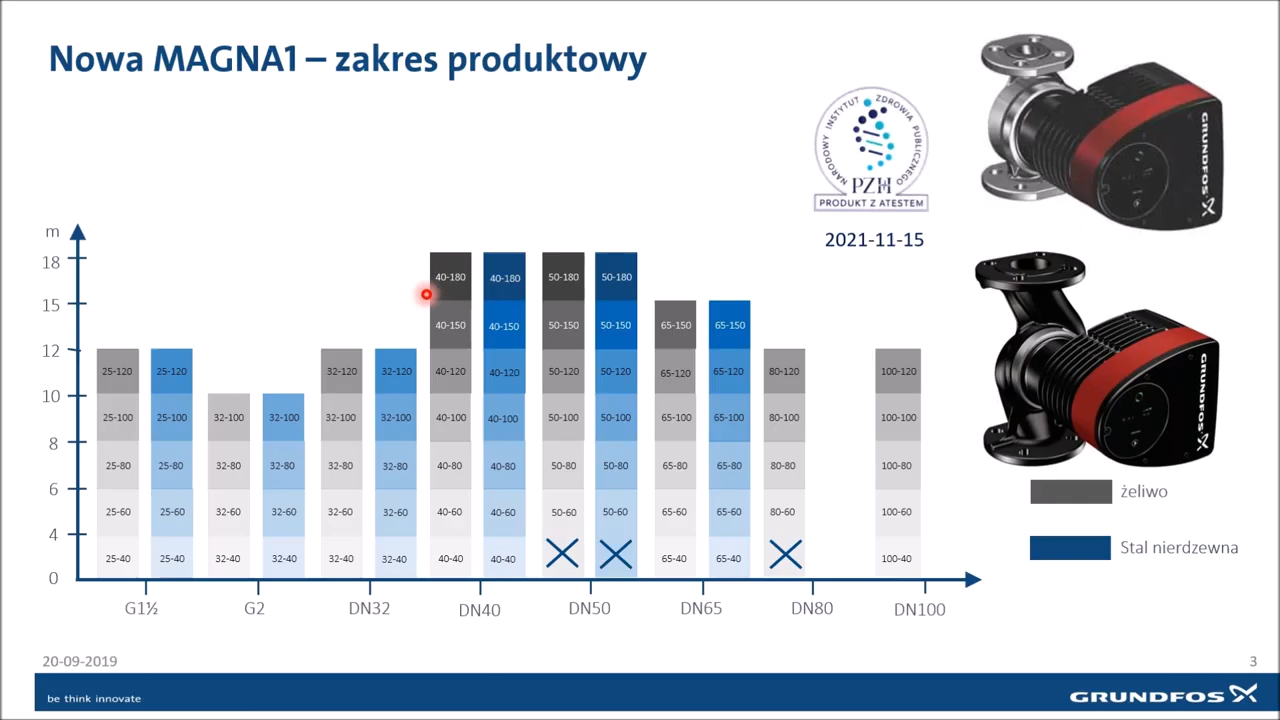 Nowa MAGNA1 – zakres produktowy
NARODOWY INSTYTUT ZDROWIA PUBLICZNEGO
PZH
PRODUKT Z ATESTEM
2021-11-15
GRUNDFOS
GRUNDFOS
m
18
15
12
10
8
6
4
0
40-180 40-180 50-180 50-180
40-150 40-150 50-150 50-150 65-150 65-150
25-120 25-120 32-120 32-120 40-120 40-120 50-120 50-120 65-120 65-120 80-120 100-120
25-100 25-100 32-100 32-100 32-100 32-100 40-100 40-100 50-100 50-100 65-100 65-100 80-100 100-100
25-80 25-80 32-80 32-80 32-80 32-80 40-80 40-80 50-80 50-80 65-80 65-80 80-80 100-80
25-60 25-60 32-60 32-60 32-60 32-60 40-60 40-60 50-60 50-60 65-60 65-60 80-60 100-60
25-40 25-40 32-40 32-40 32-40 32-40 40-40 40-40 65-40 65-40 100-40
G1½ G2 DN32 DN40 DN50 DN65 DN80 DN100
żeliwo
Stal nierdzewna
20-09-2019
3
be think innovate
GRUNDFOS